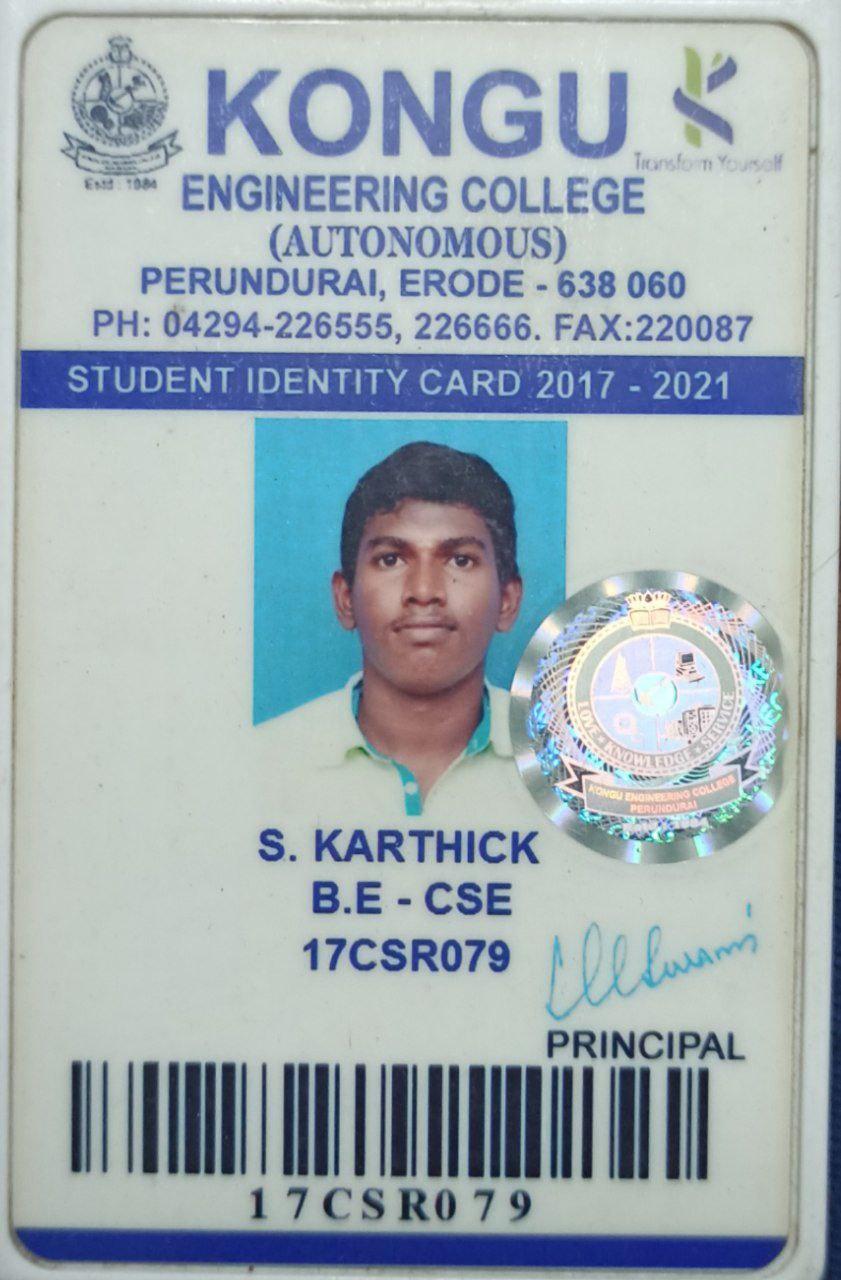 KONGU
Transform Yourself
Estd : 1984
ENGINEERING COLLEGE
(AUTONOMOUS)
PERUNDURAI, ERODE - 638 060
PH: 04294-226555, 226666. FAX:220087
STUDENT IDENTITY CARD 2017 - 2021
LOVE • KNOWLEDGE • SERVICE
KONGU ENGINEERING COLLEGE
PERUNDURAI
S. KARTHICK
B.E - CSE
17CSR079
PRINCIPAL
17CSR079